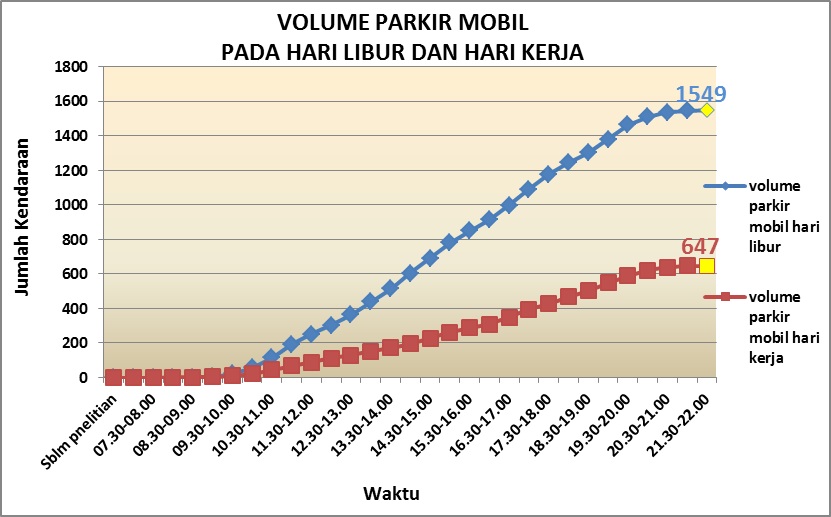 VOLUME PARKIR MOBIL
PADA HARI LIBUR DAN HARI KERJA
Jumlah Kendaraan
1800
1600
1400
1200
1000
800
600
400
200
0
1549
647
volume
parkir
mobil hari
libur
volume
parkir
mobil hari
kerja
Sblm pnelitian
07.30-08.00
08.30-09.00
09.30-10.00
10.30-11.00
11.30-12.00
12.30-13.00
13.30-14.00
14.30-15.00
15.30-16.00
16.30-17.00
17.30-18.00
18.30-19.00
19.30-20.00
20.30-21.00
21.30-22.00
Waktu